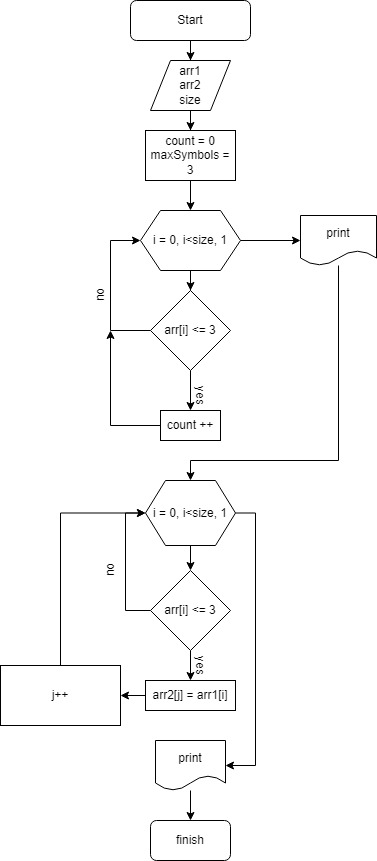 Start
arr1
arr2
size
count = 0
maxSymbols =
3
i = 0, i<size, 1
print
no
arr[i] <= 3
yes
count ++
i = 0, i<size, 1
no
arr[i] <= 3
yes
j++
arr2[j] = arr1[i]
print
finish